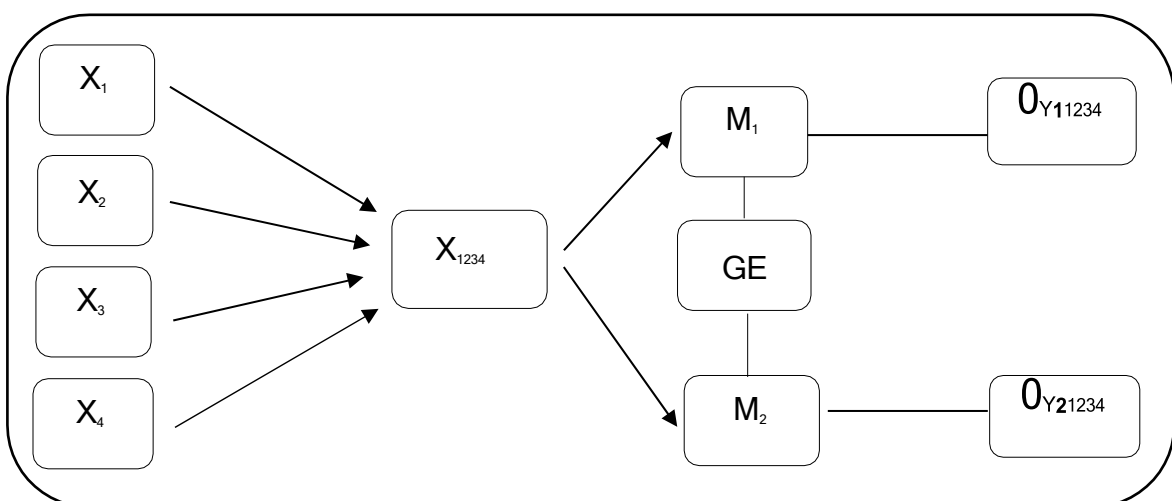 X₁
X₂
X₃
X₄
X₁₂₃₄
M₁
GE
M₂
0Y11234
0Y21234